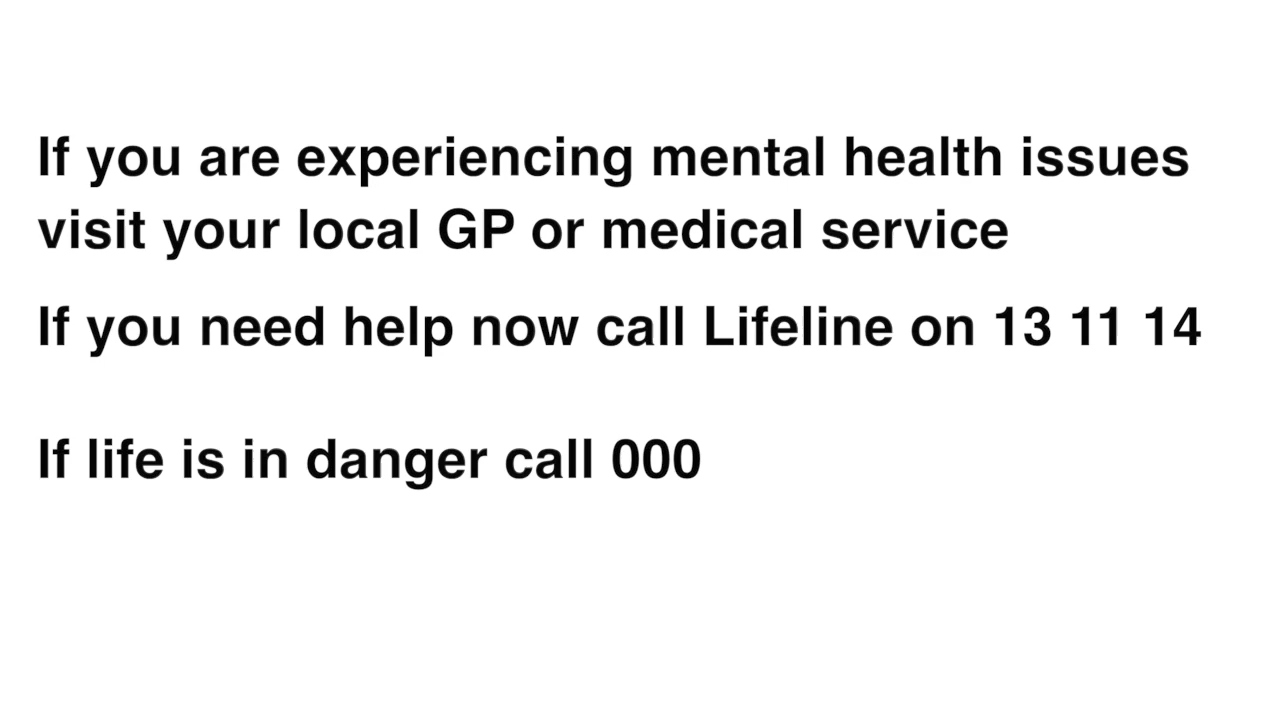 If you are experiencing mental health issues
visit your local GP or medical service
If you need help now call Lifeline on 13 11 14
If life is in danger call 000